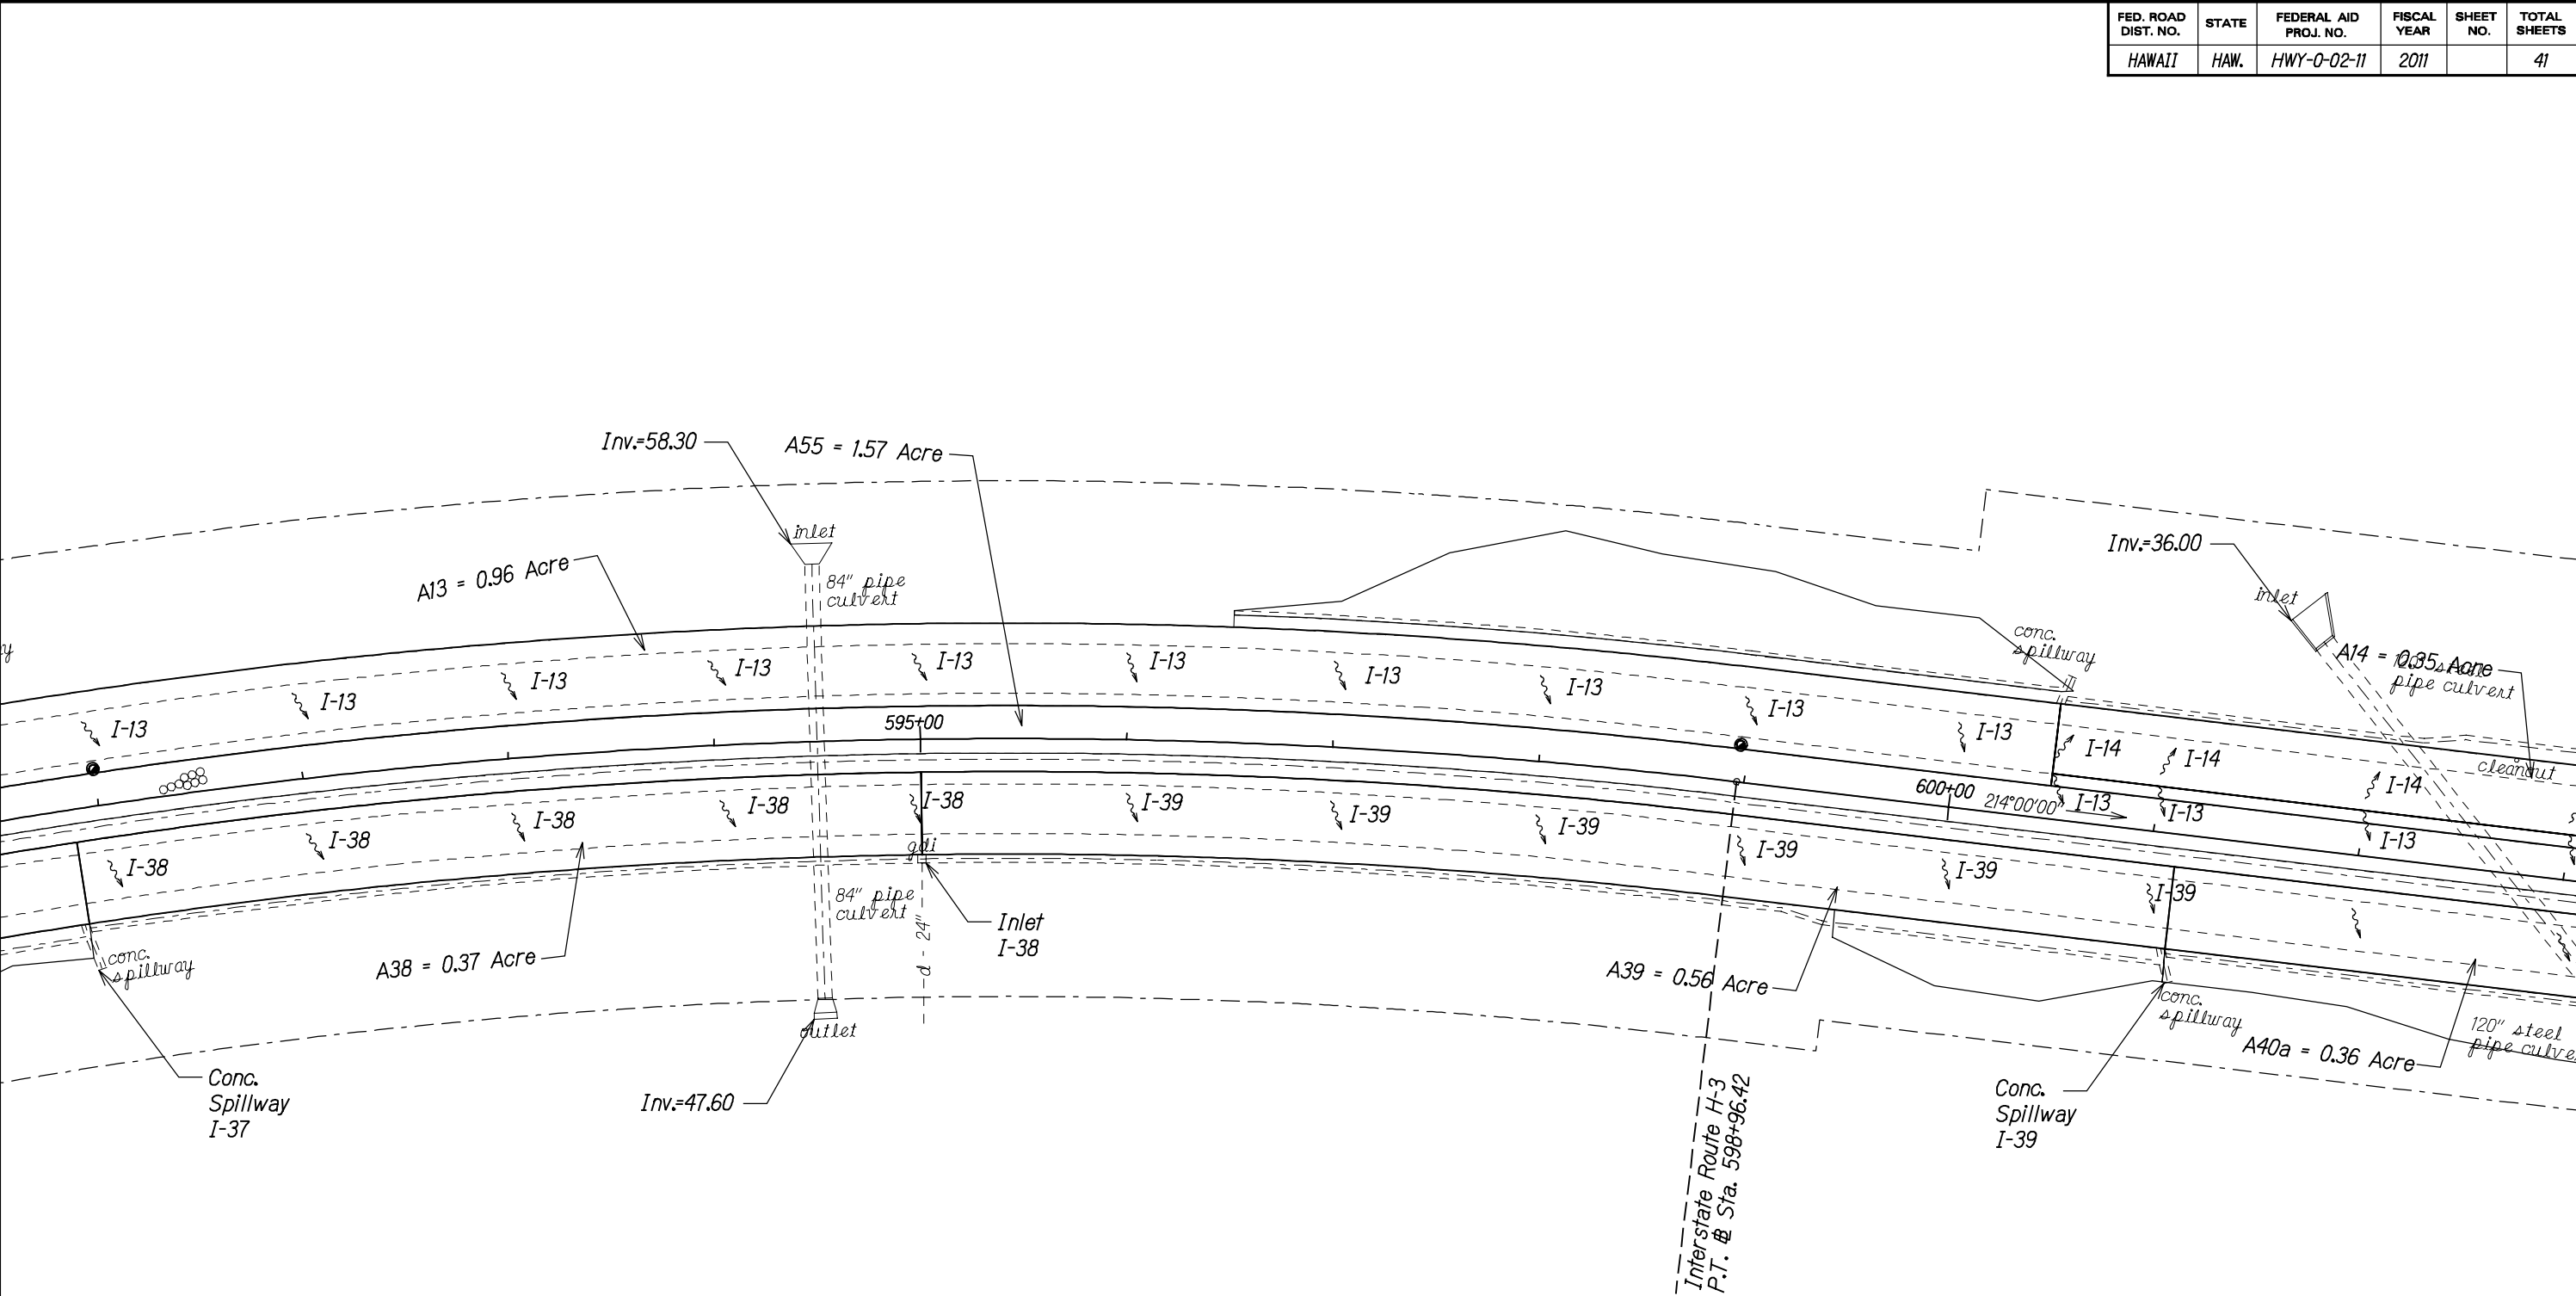 FED. ROAD DIST. NO. STATE FEDERAL AID PROJ. NO. FISCAL YEAR SHEET NO. TOTAL SHEETS
HAWAII HAW. HWY-0-02-11 2011 41
Inv.=58.30
A55 = 1.57 Acre
inlet
Inv.=36.00
A13 = 0.96 Acre
84" pipe
culvert
inlet
conc.
spillway
y
A14 = 0.35 Acre
120" steel
pipe culvert
I-13
I-13
I-13
I-13
I-13
I-13
I-13
I-13
I-13
I-13
595+00
I-14
I-14
I-14
cleanout
600+00
214°00'00"
I-13
I-13
I-13
I-38
I-38
I-38
I-38
I-38
I-39
I-39
I-39
I-39
I-39
I-39
gdi
84" pipe
culvert
d - 24"
Inlet
I-38
conc.
spillway
A38 = 0.37 Acre
A39 = 0.56 Acre
conc.
spillway
outlet
120" steel
pipe culve
A40a = 0.36 Acre
Conc.
Spillway
I-37
Inv.=47.60
Conc.
Spillway
I-39
Interstate Route H-3
P.T. ℄ Sta. 598+96.42